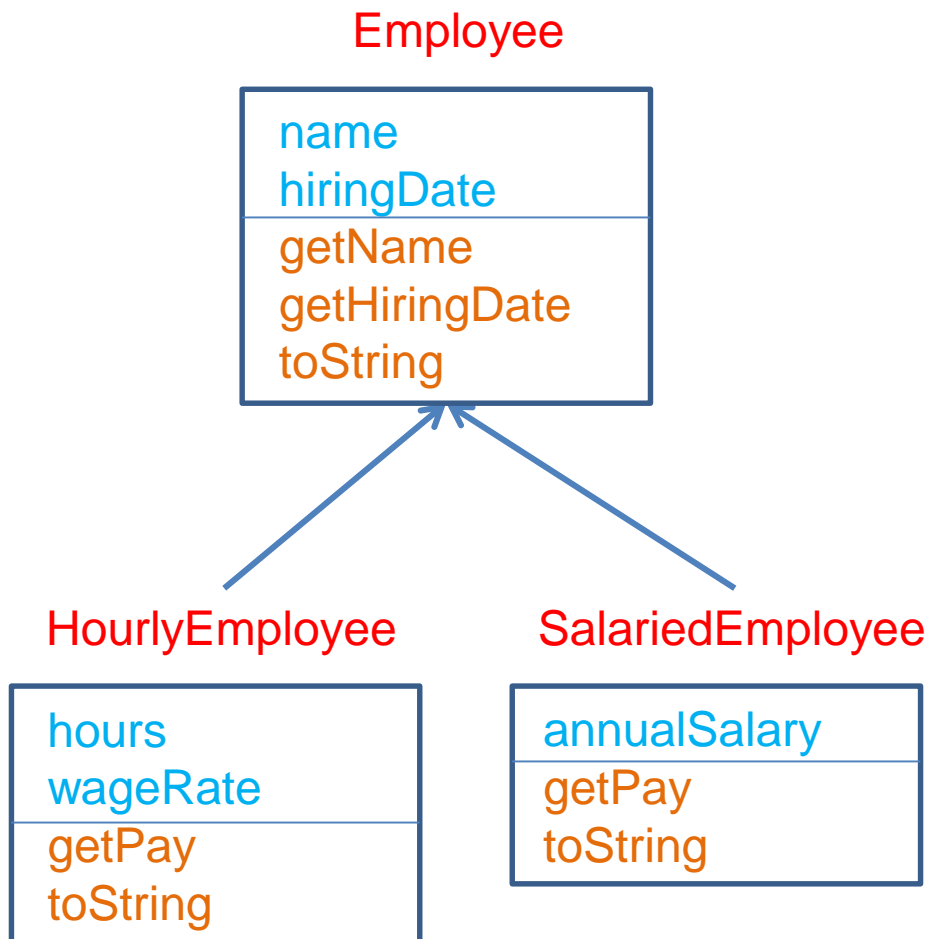 Employee
name
hiringDate
getName
getHiringDate
toString
HourlyEmployee
hours
wageRate
getPay
toString
SalariedEmployee
annualSalary
getPay
toString